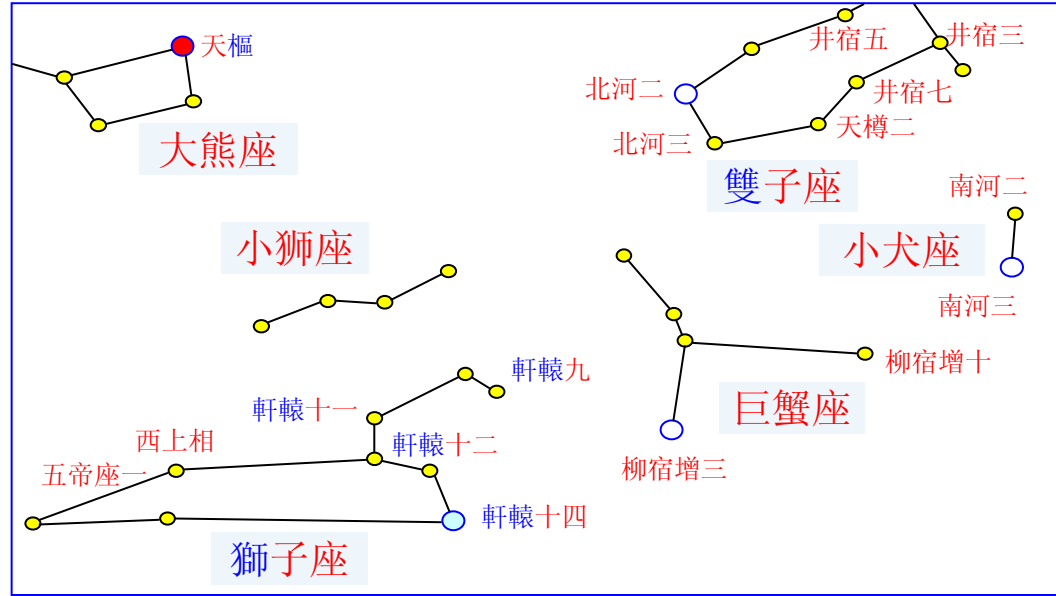 天樞
井宿五
井宿三
北河二
井宿七
天樽二
北河三
大熊座
雙子座
南河二
小狮座
小犬座
南河三
柳宿增十
軒轅九
巨蟹座
軒轅十一
西上相
軒轅十二
柳宿增三
五帝座一
軒轅十四
獅子座